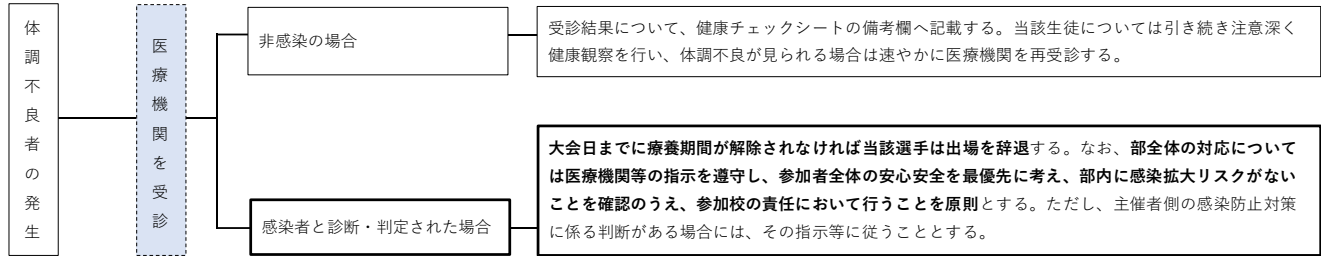 体調不良者の発生
医療機関を受診
非感染の場合
受診結果について、健康チェックシートの備考欄へ記載する。当該生徒については引き続き注意深く
健康観察を行い、体調不良が見られる場合は速やかに医療機関を再受診する。
感染者と診断・判定された場合
大会日までに療養期間が解除されなければ当該選手は出場を辞退する。なお、部全体の対応について
は医療機関等の指示を遵守し、参加者全体の安心安全を最優先に考え、部内に感染拡大リスクがない
ことを確認のうえ、参加校の責任において行うことを原則とする。ただし、主催者側の感染防止対策
に係る判断がある場合には、その指示等に従うこととする。